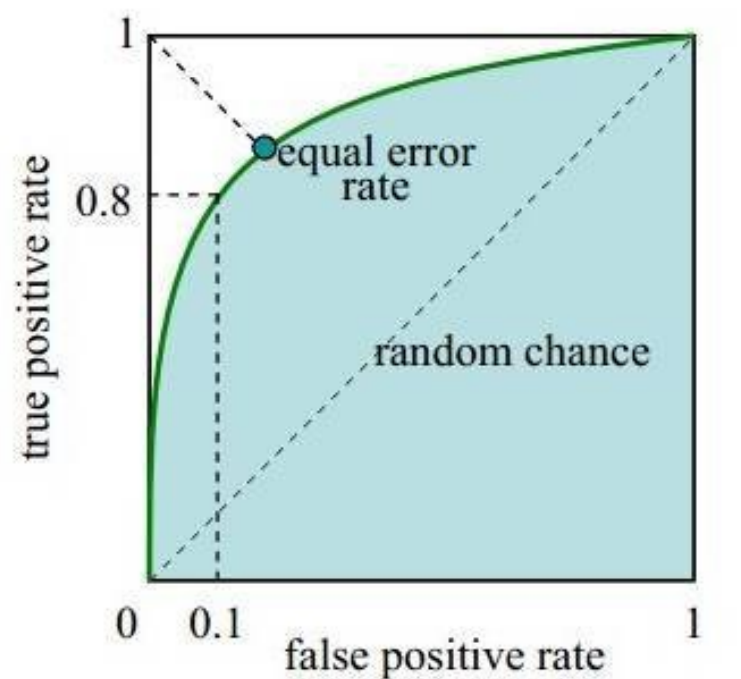 1
equal error
rate
0.8
true positive rate
random chance
0
0.1
1
false positive rate